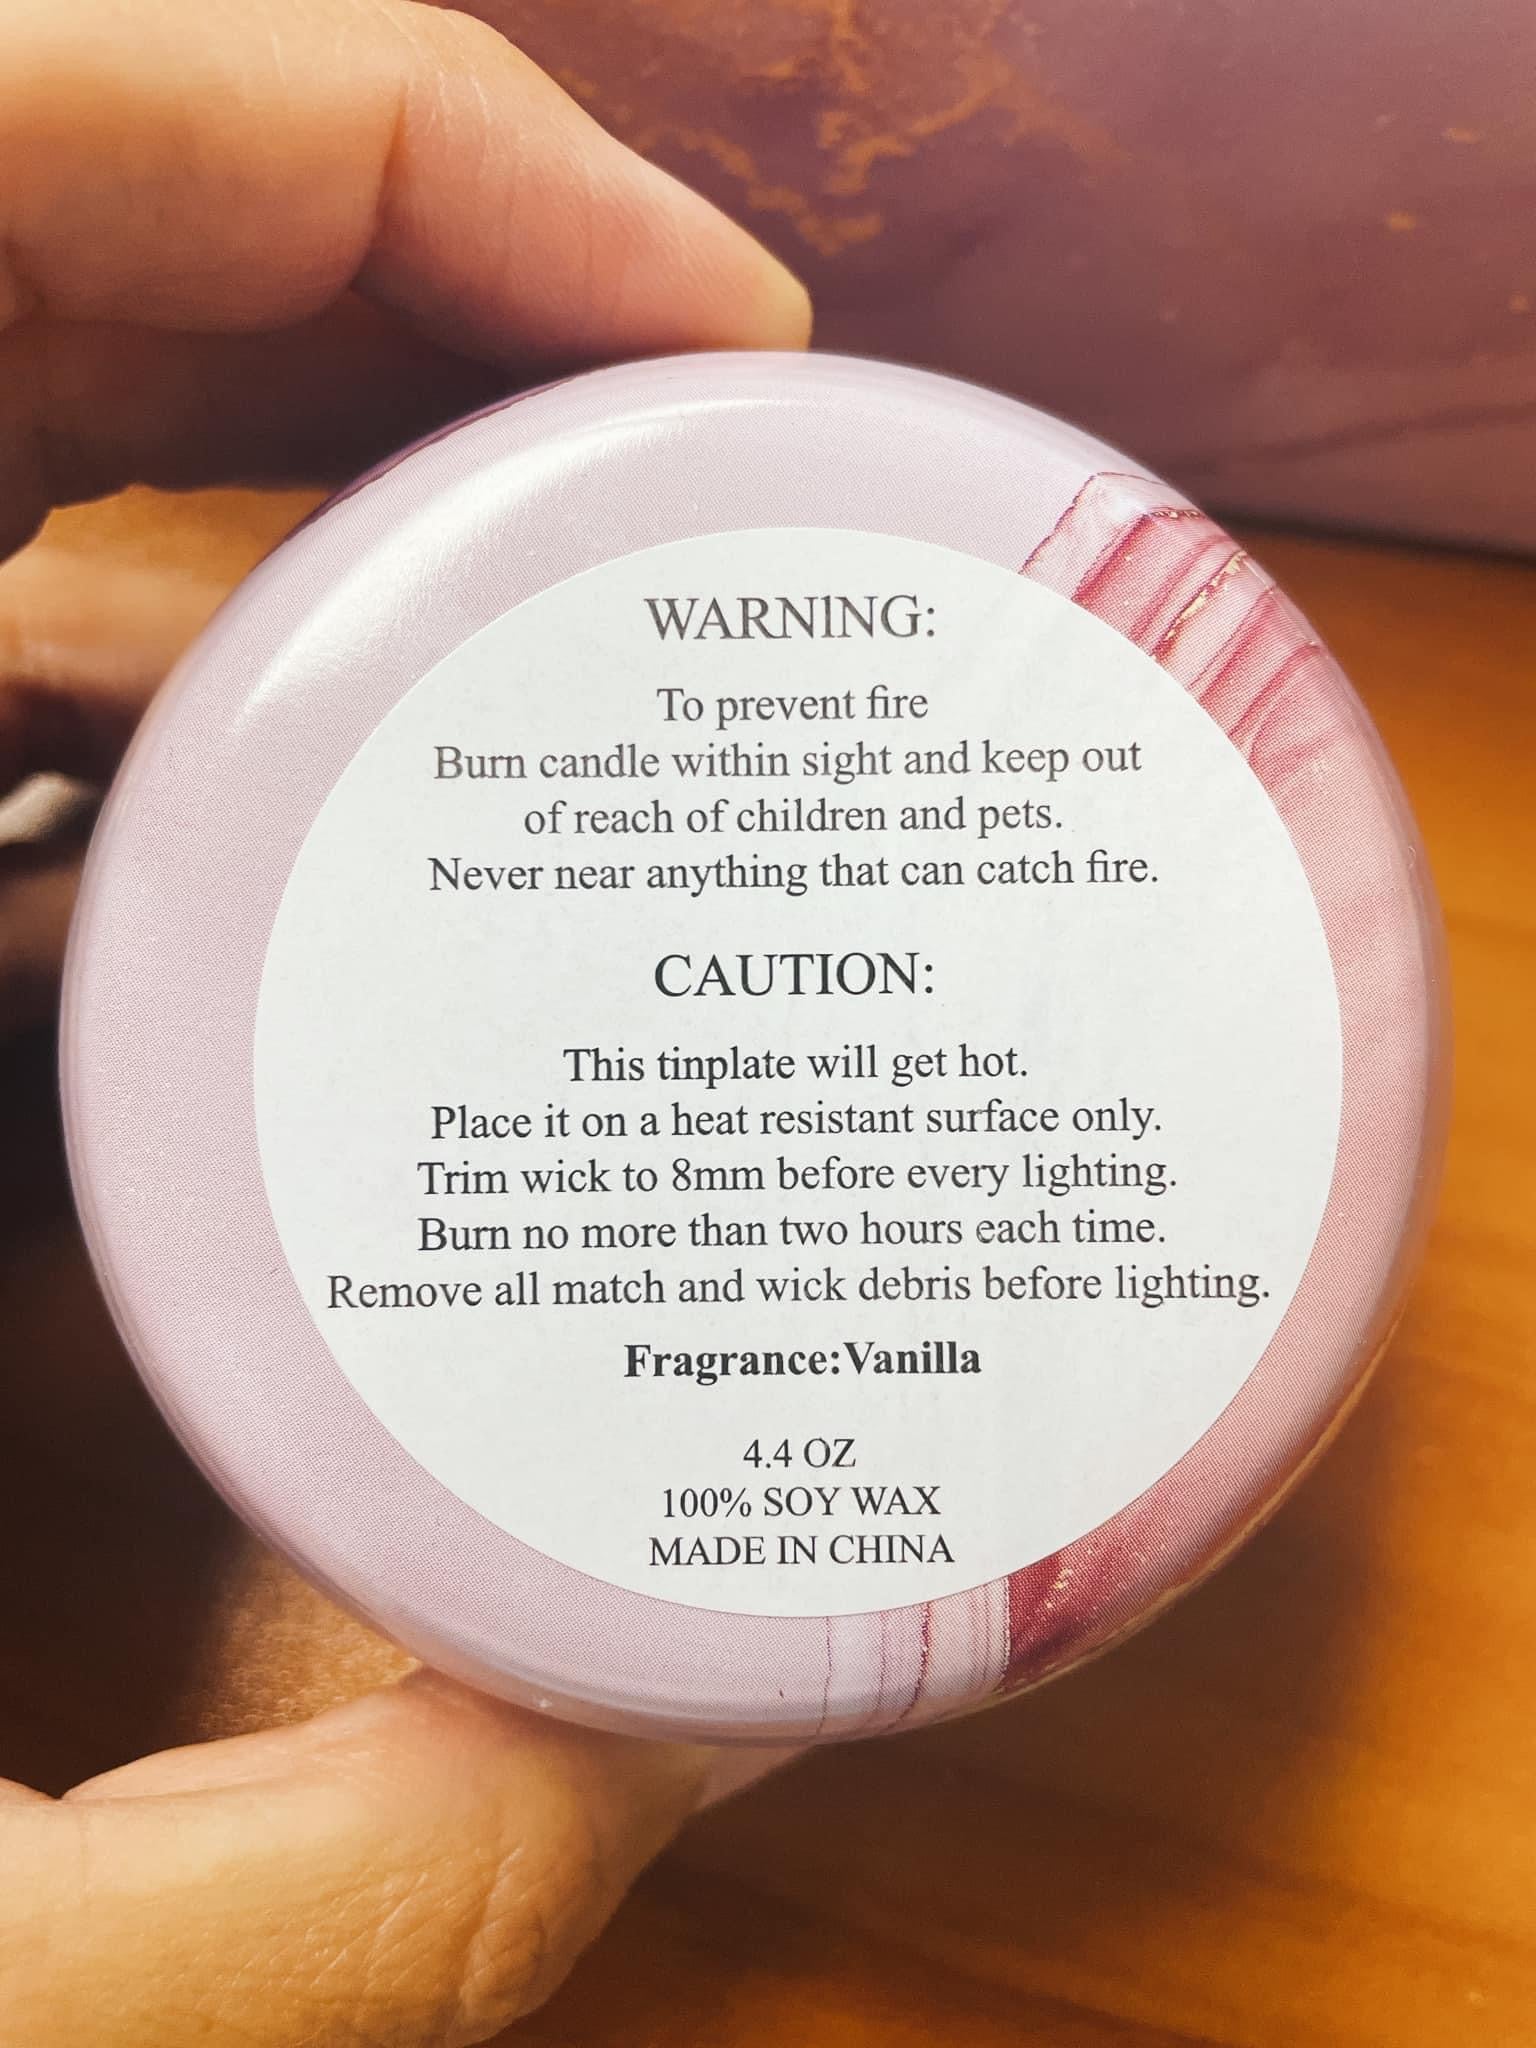 WARNlNG:
To prevent fire
Burn candle within sight and keep out
of reach of children and pets.
Never near anything that can catch fire.
CAUTION:
This tinplate will get hot.
Place it on a heat resistant surface only.
Trim wick to 8mm before every lighting.
Burn no more than two hours each time.
Remove all match and wick debris before lighting.
Fragrance:Vanilla
4.4 OZ
100% SOY WAX
MADE IN CHINA